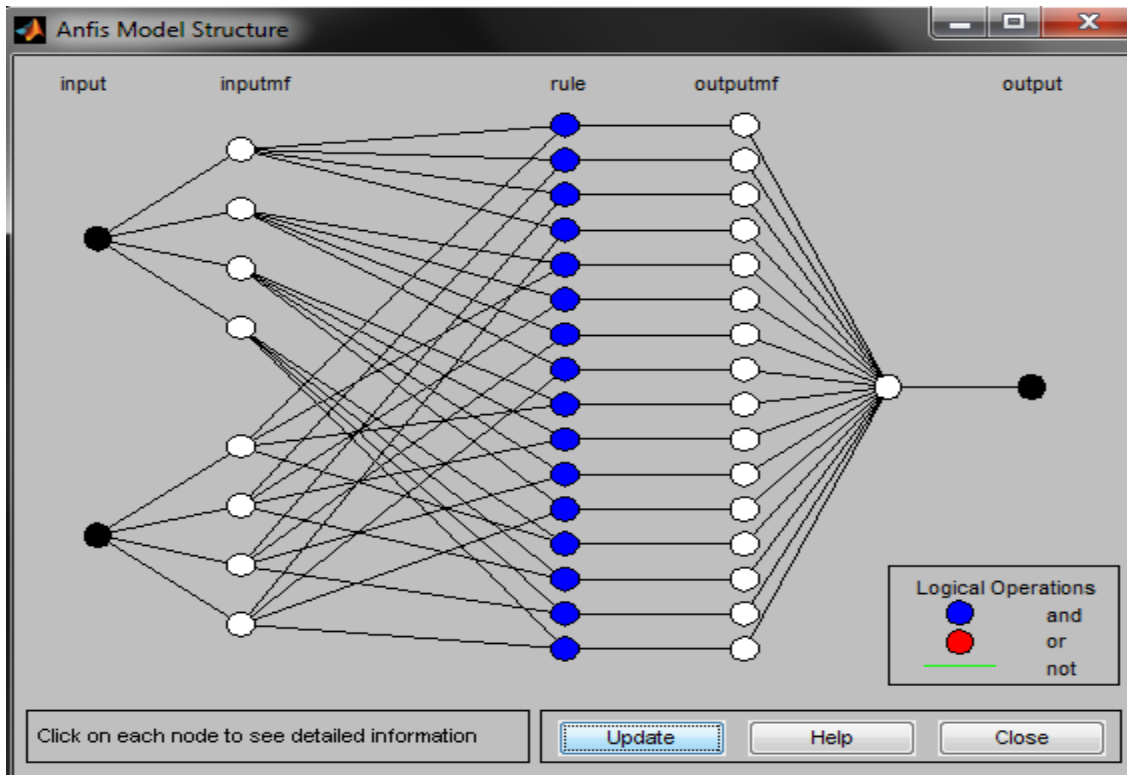 Anfis Model Structure
input inputmf rule outputmf output
Logical Operations
and
or
not
Click on each node to see detailed information
Update Help Close